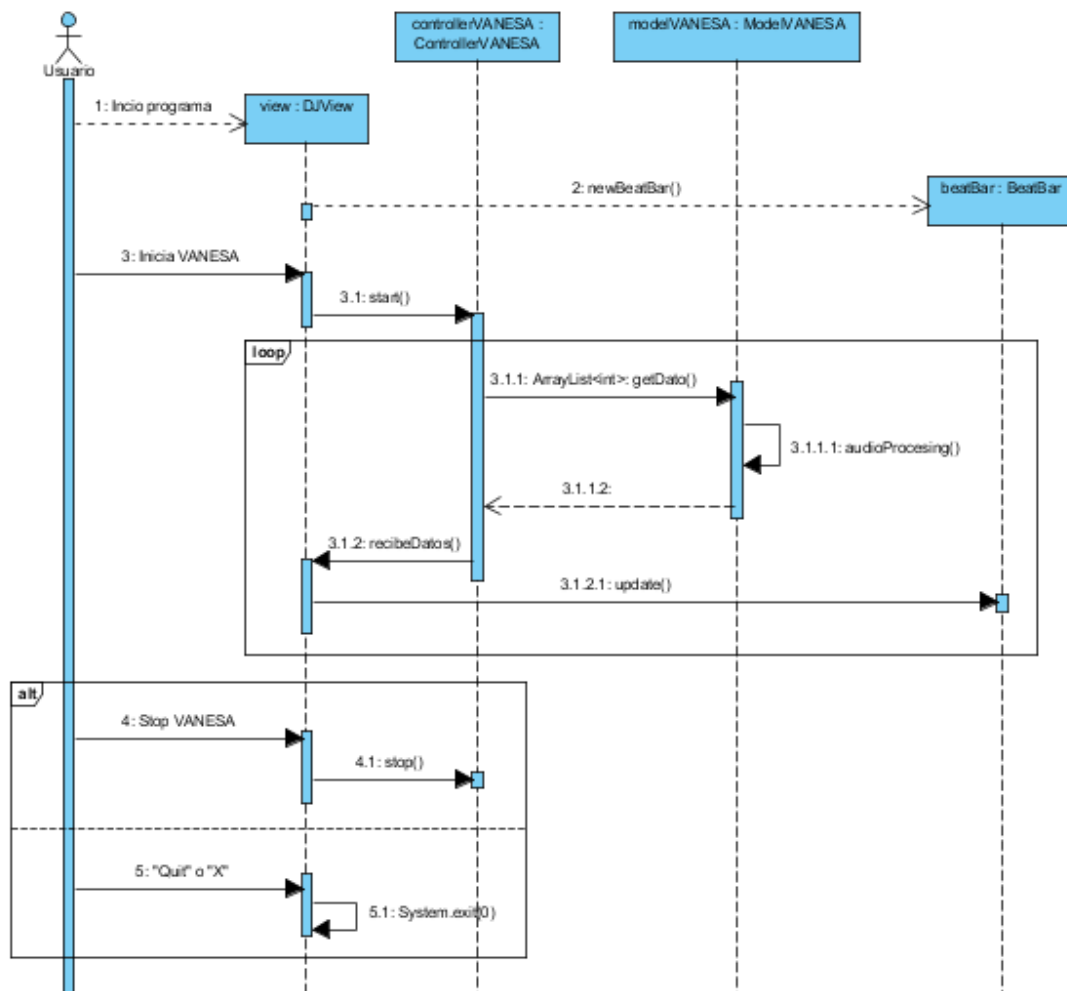 controllerVANESA :
ControllerVANESA
modelVANESA : ModelVANESA
Usuario
1: Incio programa
view : DJView
2: newBeatBar()
beatBar : BeatBar
3: Inicia VANESA
3.1: start()
loop
3.1.1: ArrayList<int>: getDato()
3.1.1.1: audioProcesing()
3.1.1.2:
3.1.2: recibeDatos()
3.1.2.1: update()
alt
4: Stop VANESA
4.1: stop()
5: "Quit" o "X"
5.1: System.exit(0)